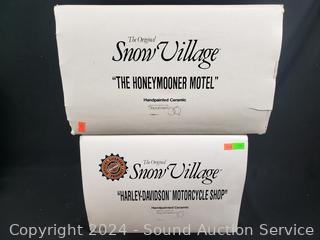 The Original
Snow Village
"THE HONEYMOONER MOTEL"
Handpainted Ceramic
The Original
Snow Village
"HARLEY-DAVIDSON MOTORCYCLE SHOP"
Handpainted Ceramic
Copyright © 2024 - Sound Auction Service